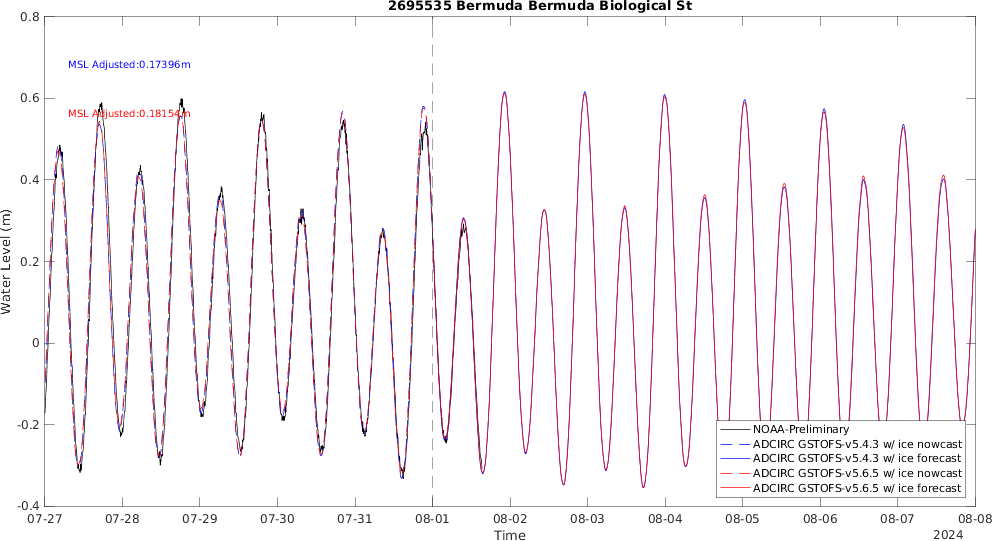 2695535 Bermuda Bermuda Biological St
0.8
0.6
0.4
0.2
0
-0.2
-0.4
Water Level (m)
MSL Adjusted:0.17396m
MSL Adjusted:0.18154m
NOAA-Preliminary
ADCIRC GSTOFS-v5.4.3 w/ ice nowcast
ADCIRC GSTOFS-v5.4.3 w/ ice forecast
ADCIRC GSTOFS-v5.6.5 w/ ice nowcast
ADCIRC GSTOFS-v5.6.5 w/ ice forecast
07-27 07-28 07-29 07-30 07-31 08-01 08-02 08-03 08-04 08-05 08-06 08-07 08-08
Time
2024